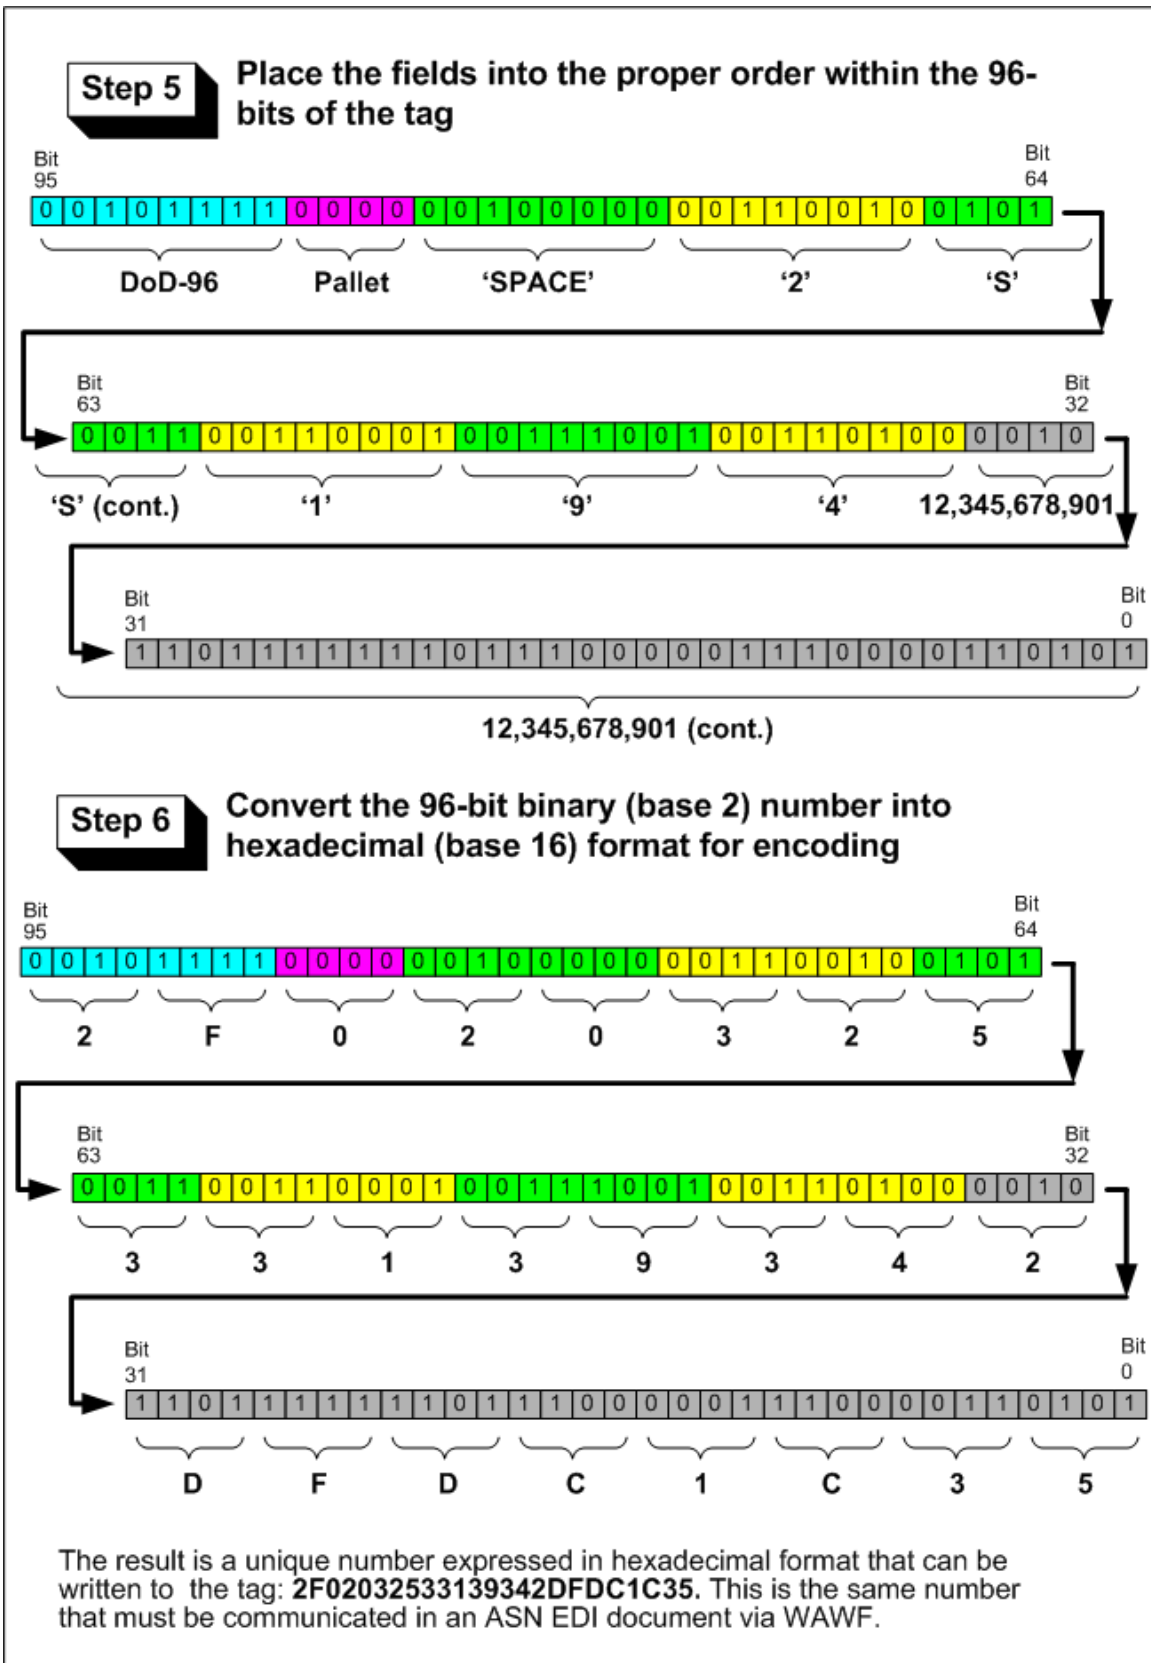 Step 5
Place the fields into the proper order within the 96-
bits of the tag
Bit
95
Bit
64
0 0 1 0 1 1 1 1 0 0 0 0 0 0 1 0 0 0 0 0 0 0 1 1 0 0 1 0 0 1 0 1
DoD-96 Pallet ‘SPACE’ ‘2’ ‘S’
Bit
63
Bit
32
0 0 1 1 0 0 1 1 0 0 0 1 0 0 1 1 1 0 0 1 0 0 1 1 0 1 0 0 0 0 1 0
‘S’ (cont.) ‘1’ ‘9’ ‘4’ 12,345,678,901
Bit
31
Bit
0
1 1 0 1 1 1 1 1 1 1 0 1 1 1 0 0 0 0 0 1 1 1 0 0 0 0 1 1 0 1 0 1
12,345,678,901 (cont.)
Step 6
Convert the 96-bit binary (base 2) number into
hexadecimal (base 16) format for encoding
Bit
95
Bit
64
0 0 1 0 1 1 1 1 0 0 0 0 0 0 1 0 0 0 0 0 0 0 1 1 0 0 1 0 0 1 0 1
2 F 0 2 0 3 2 5
Bit
63
Bit
32
0 0 1 1 0 0 1 1 0 0 0 1 0 0 1 1 1 0 0 1 0 0 1 1 0 1 0 0 0 0 1 0
3 3 1 3 9 3 4 2
Bit
31
Bit
0
1 1 0 1 1 1 1 1 1 1 0 1 1 1 0 0 0 0 0 1 1 1 0 0 0 0 1 1 0 1 0 1
D F D C 1 C 3 5
The result is a unique number expressed in hexadecimal format that can be
written to the tag: 2F02032533139342DFDC1C35. This is the same number
that must be communicated in an ASN EDI document via WAWF.